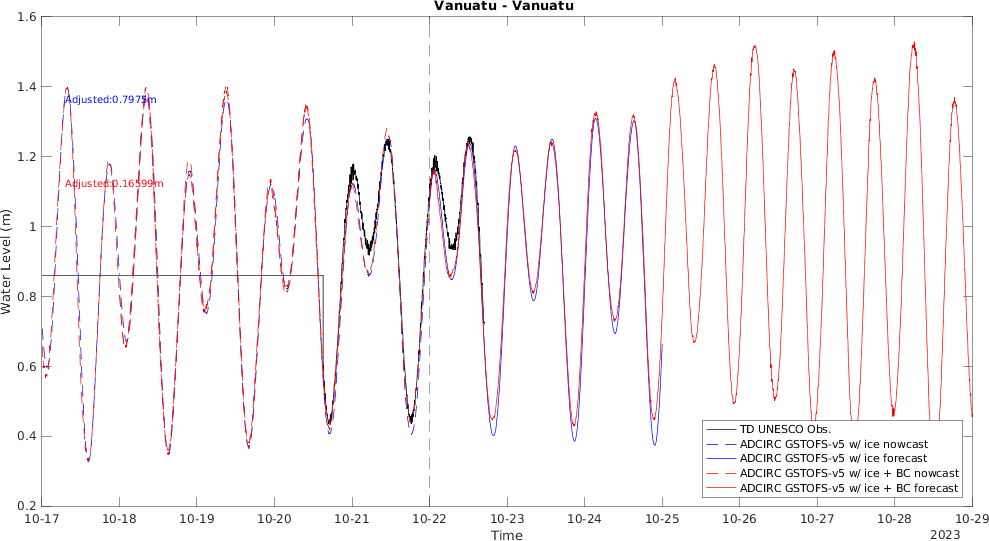 Vanuatu - Vanuatu
1.6
1.4
1.2
1
0.8
0.6
0.4
0.2
Water Level (m)
Adjusted:0.7975m
Adjusted:0.16599m
TD UNESCO Obs.
ADCIRC GSTOFS-v5 w/ ice nowcast
ADCIRC GSTOFS-v5 w/ ice forecast
ADCIRC GSTOFS-v5 w/ ice + BC nowcast
ADCIRC GSTOFS-v5 w/ ice + BC forecast
10-17 10-18 10-19 10-20 10-21 10-22 10-23 10-24 10-25 10-26 10-27 10-28 10-29
Time
2023